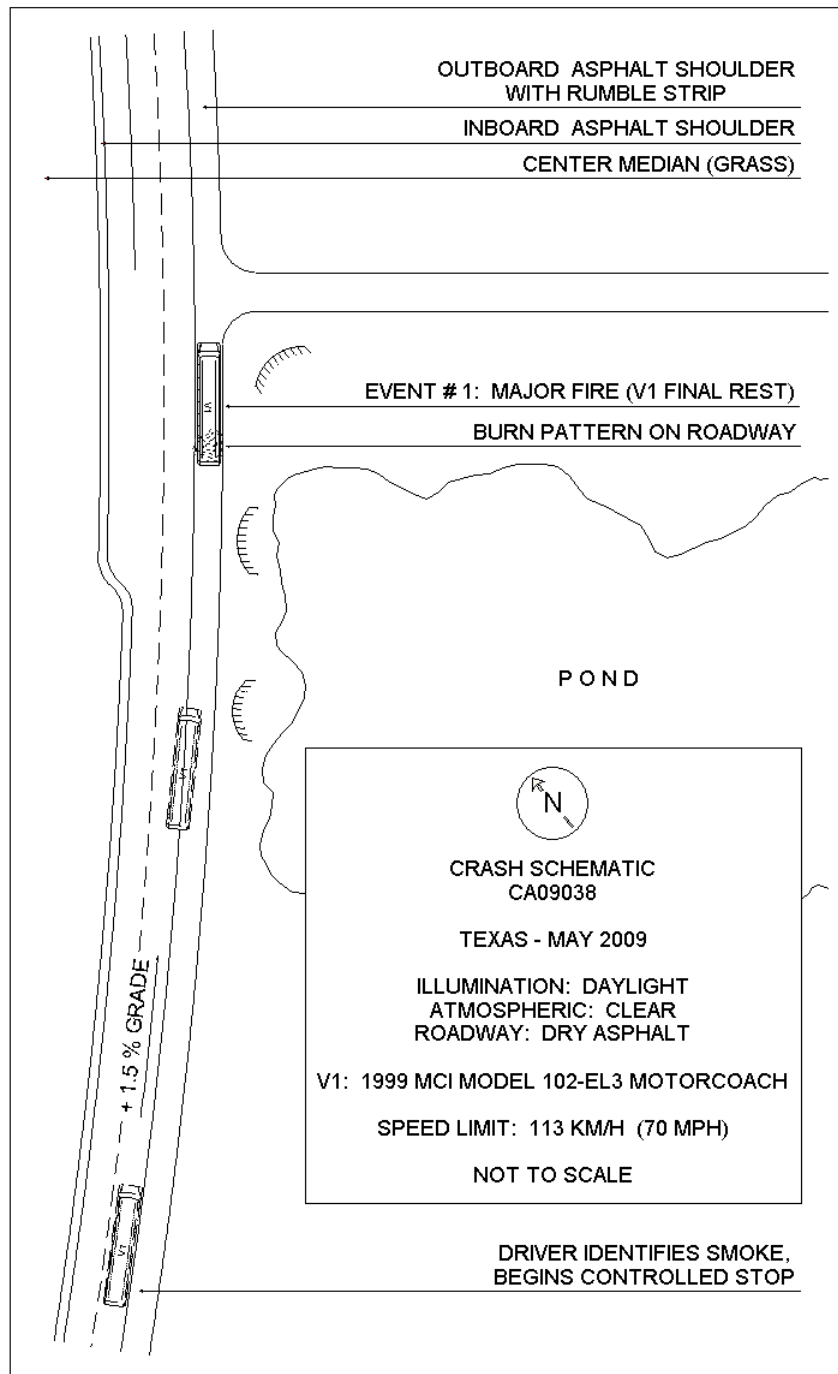 OUTBOARD ASPHALT SHOULDER
WITH RUMBLE STRIP
INBOARD ASPHALT SHOULDER
CENTER MEDIAN (GRASS)
V1
EVENT # 1: MAJOR FIRE (V1 FINAL REST)
BURN PATTERN ON ROADWAY
POND
V1
N
CRASH SCHEMATIC
CA09038
TEXAS - MAY 2009
ILLUMINATION: DAYLIGHT
ATMOSPHERIC: CLEAR
ROADWAY: DRY ASPHALT
V1: 1999 MCI MODEL 102-EL3 MOTORCOACH
SPEED LIMIT: 113 KM/H (70 MPH)
NOT TO SCALE
+ 1.5 % GRADE
V1
DRIVER IDENTIFIES SMOKE,
BEGINS CONTROLLED STOP